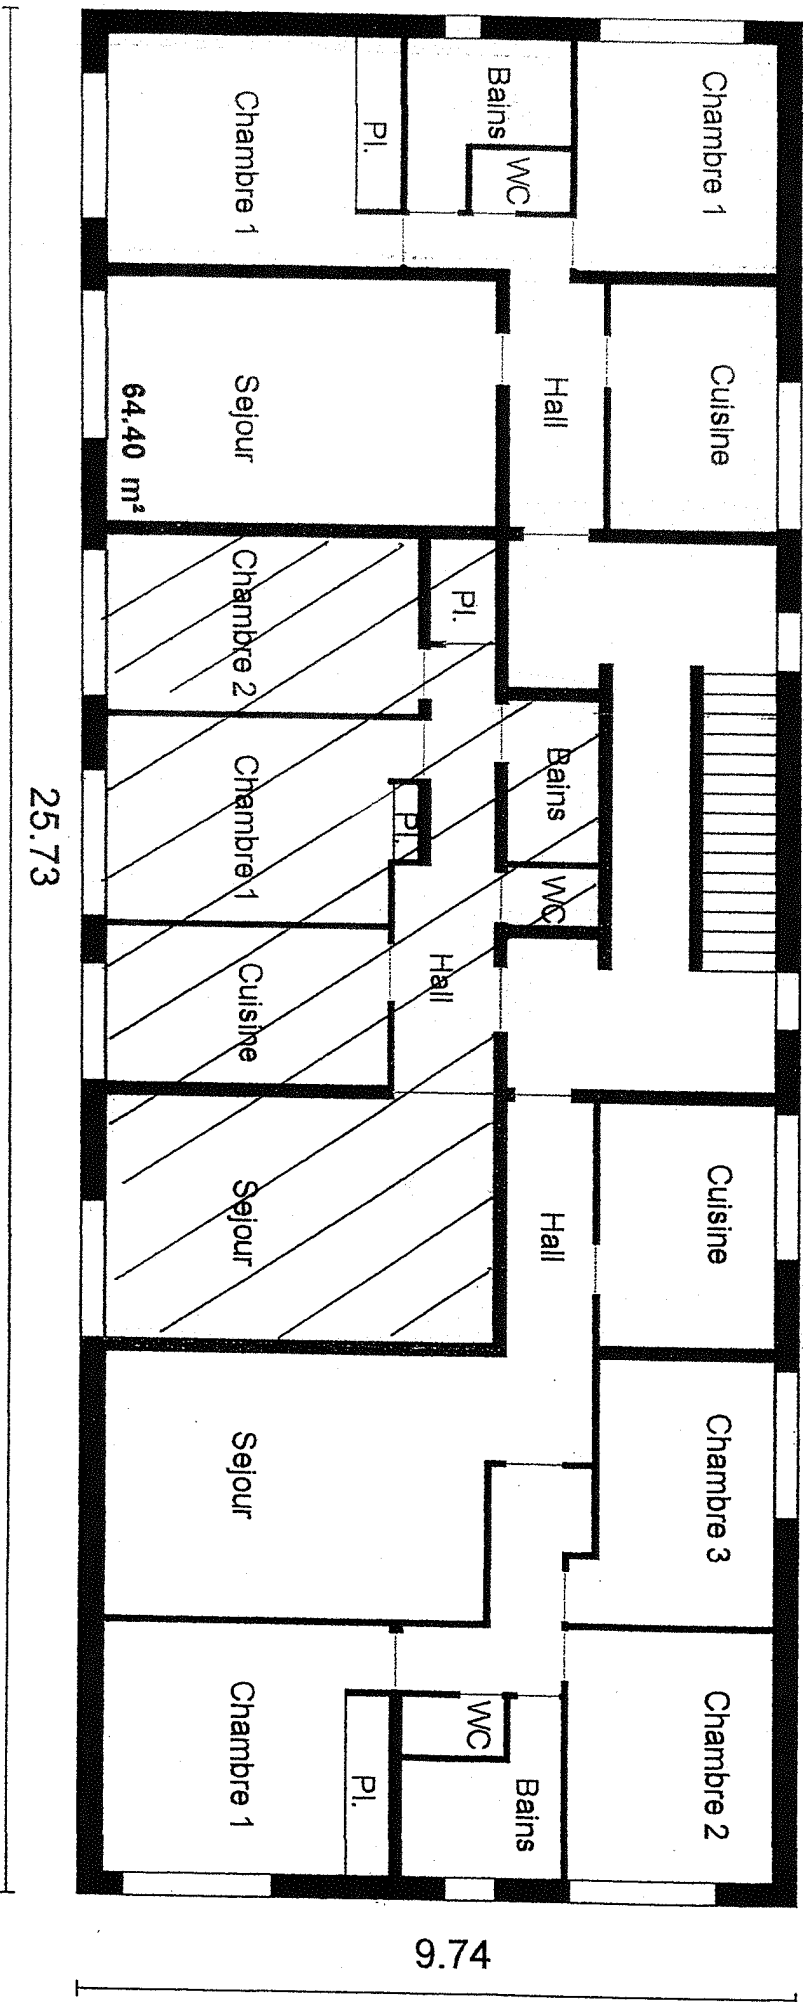 Chambre 1
Bains
WC
Pl.
Chambre 1
Cuisine
Hall
Sejour
64.40 m²
Pl.
Chambre 2
Bains
WC
Pl.
Chambre 1
Hall
Cuisine
Sejour
Cuisine
Hall
Chambre 3
Sejour
Chambre 2
WC
Bains
Pl.
Chambre 1
25.73
9.74